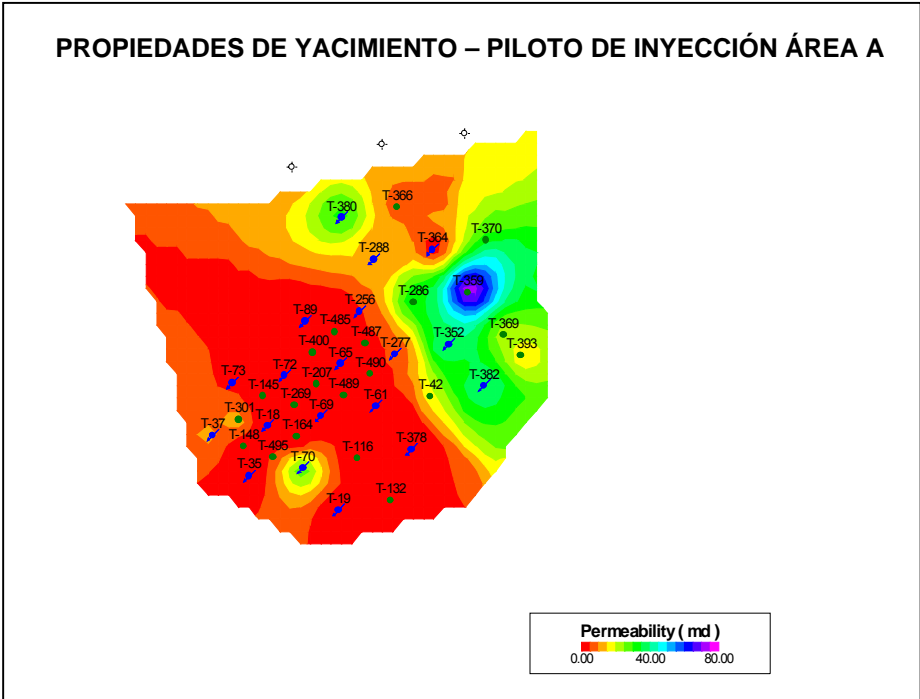 PROPIEDADES DE YACIMIENTO – PILOTO DE INYECCIÓN ÁREA A
T-366
T-380
T-370
T-364
T-288
T-359
T-286
T-256
T-89
T-485
T-369
T-487
T-352
T-400
T-277
T-393
T-65
T-72
T-490
T-73
T-382
T-207
T-145
T-489
T-42
T-269
T-61
T-301
T-69
T-37
T-18
T-164
T-148
T-378
T-495
T-116
T-70
T-35
T-132
T-19
Permeability ( md )
0.00 40.00 80.00